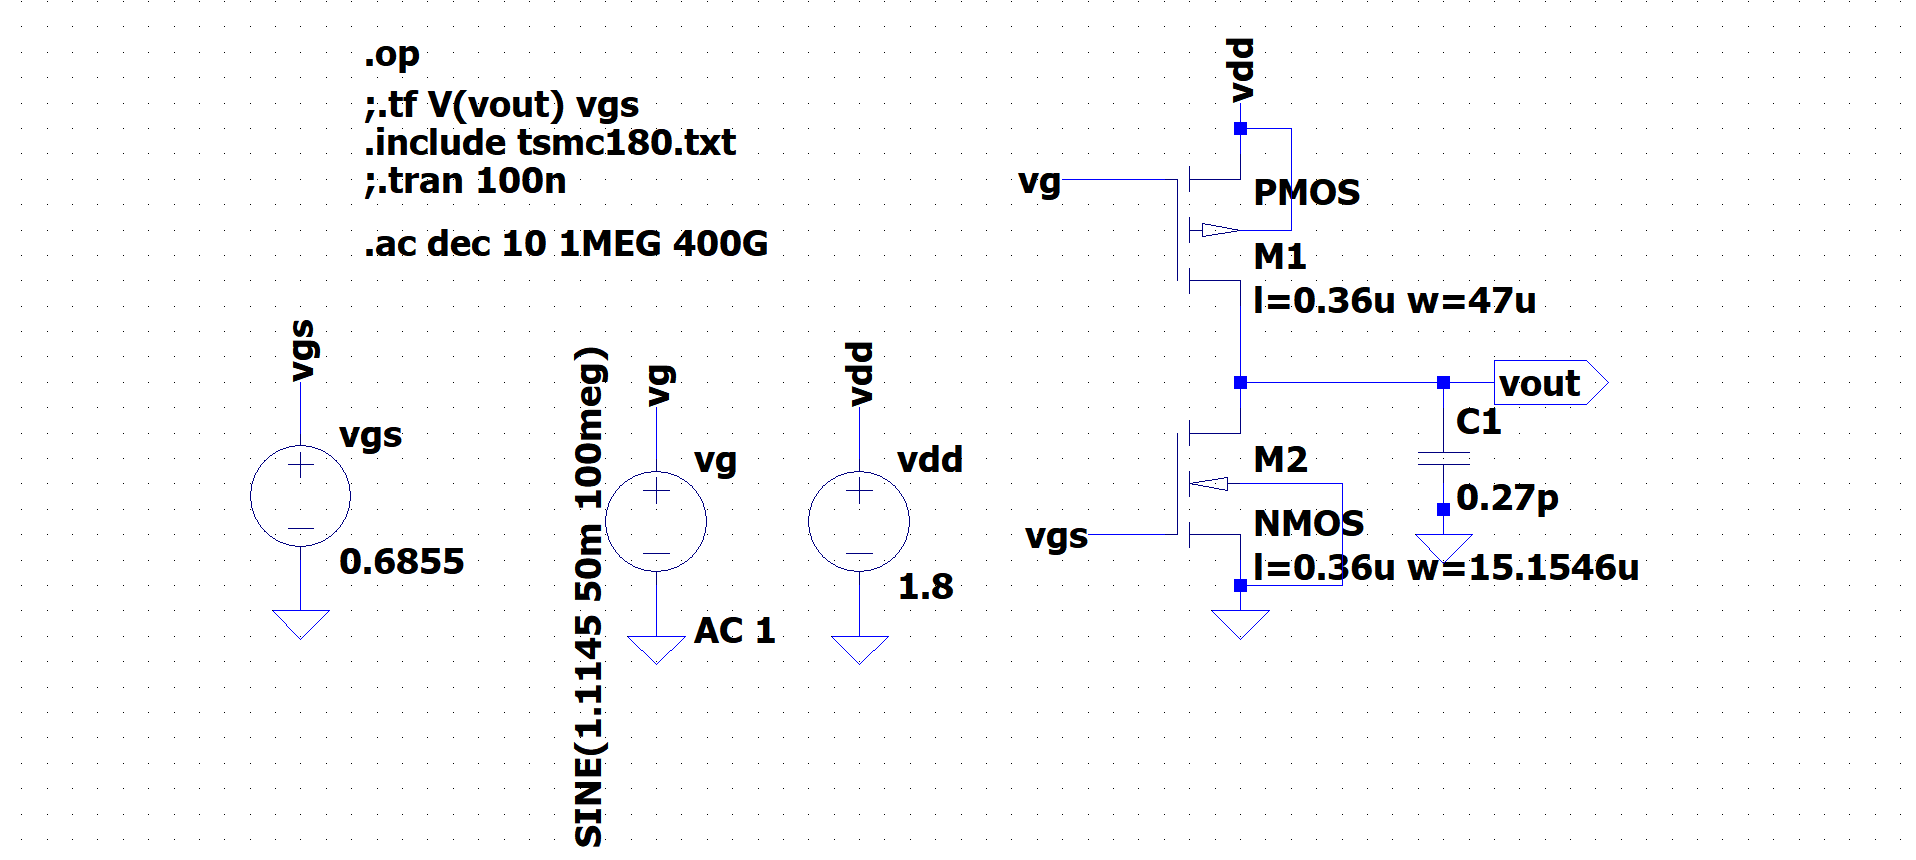 .op
;.tf V(vout) vgs
.include tsmc180.txt
;.tran 100n
.ac dec 10 1MEG 400G
vgs
vgs
0.6855
SINE(1.1145 50m 100meg)
vg
vg
AC 1
vdd
vdd
1.8
vdd
vg
PMOS
M1
l=0.36u w=47u
vout
C1
0.27p
M2
vgs
NMOS
l=0.36u w=15.1546u